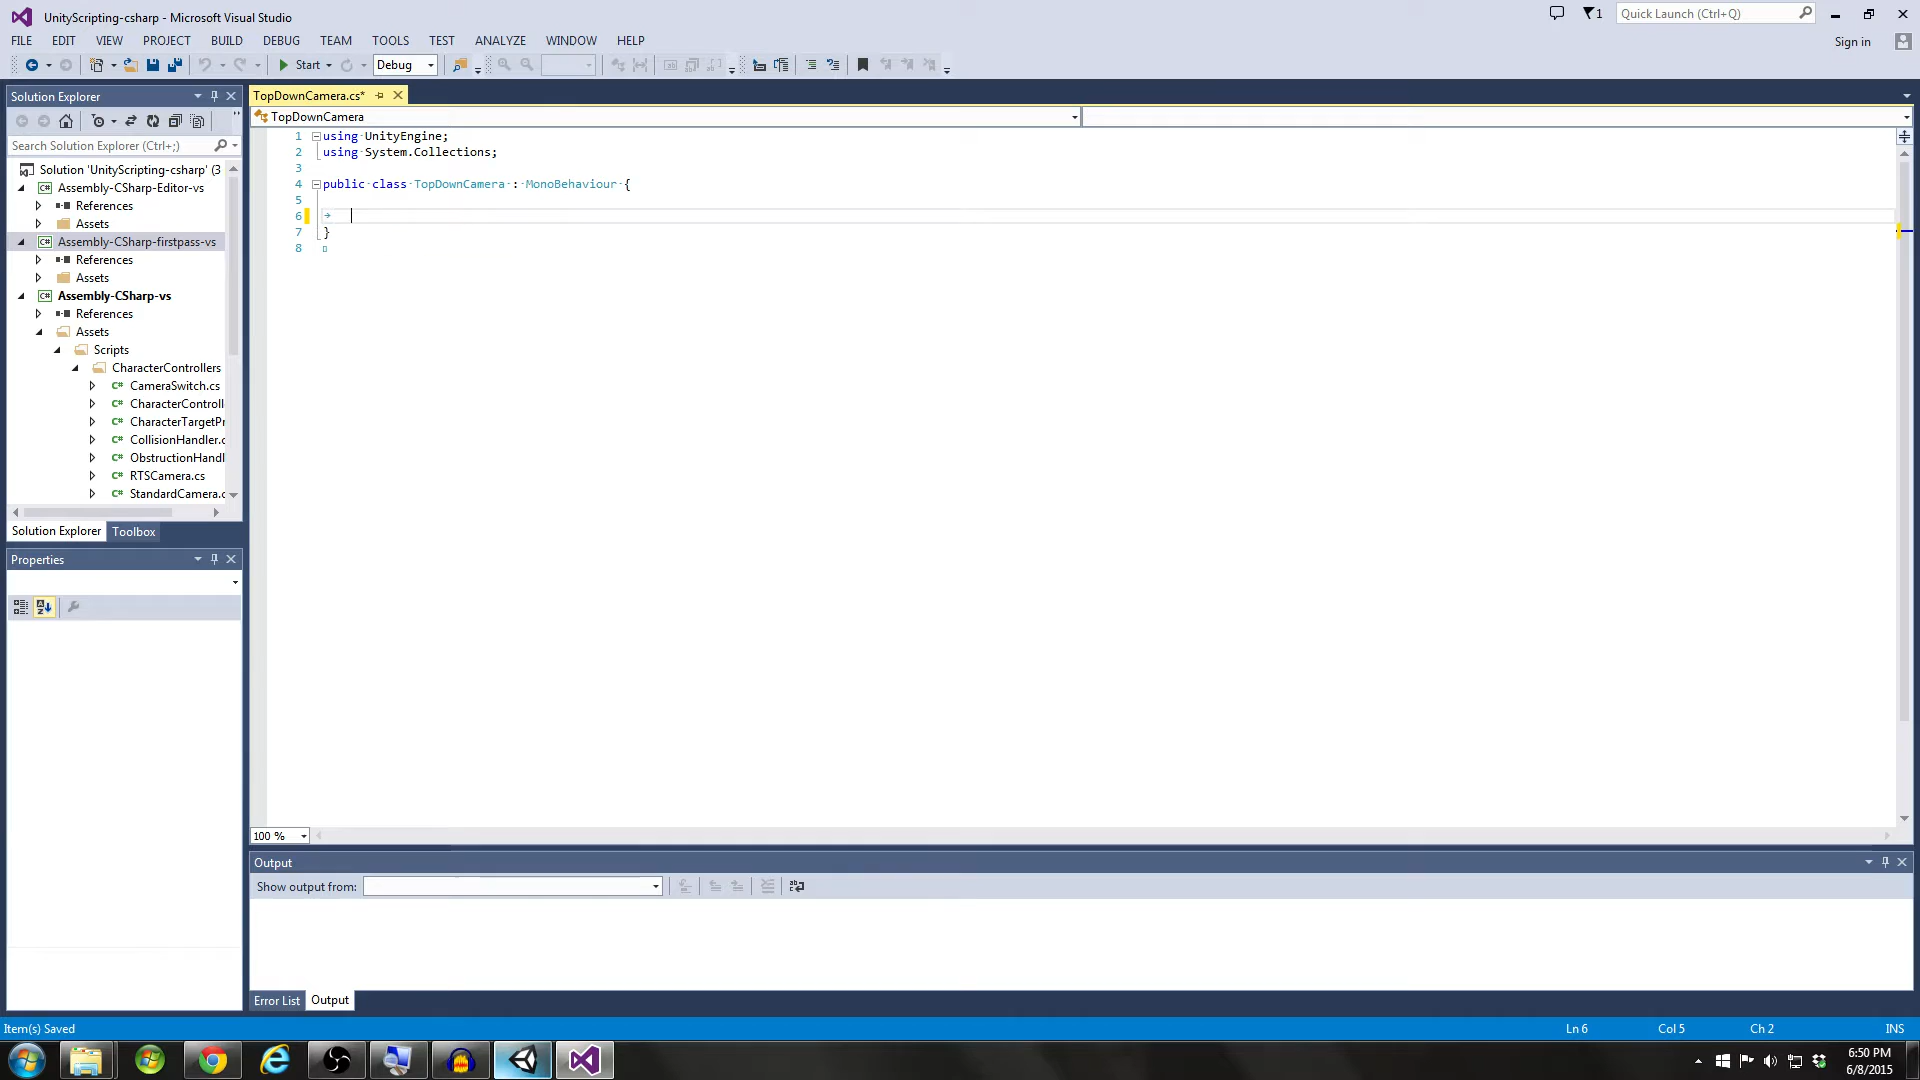 UnityScripting-csharp - Microsoft Visual Studio
1
Quick Launch (Ctrl+Q)
FILE EDIT VIEW PROJECT BUILD DEBUG TEAM TOOLS TEST ANALYZE WINDOW HELP
Sign in
Start
Debug
Solution Explorer
Search Solution Explorer (Ctrl+;)
Solution 'UnityScripting-csharp' (3
Assembly-CSharp-Editor-vs
References
Assets
Assembly-CSharp-firstpass-vs
References
Assets
Assembly-CSharp-vs
References
Assets
Scripts
CharacterControllers
CameraSwitch.cs
CharacterControll
CharacterTargetPr
CollisionHandler.c
ObstructionHandl
RTSCamera.cs
StandardCamera.c
Solution Explorer Toolbox
Properties
TopDownCamera.cs*
TopDownCamera
1 using UnityEngine;
2 using System.Collections;
3
4 public class TopDownCamera : MonoBehaviour {
5
6
7 }
8
100 %
Output
Show output from:
Error List Output
Item(s) Saved
Ln 6 Col 5 Ch 2 INS
6:50 PM
6/8/2015